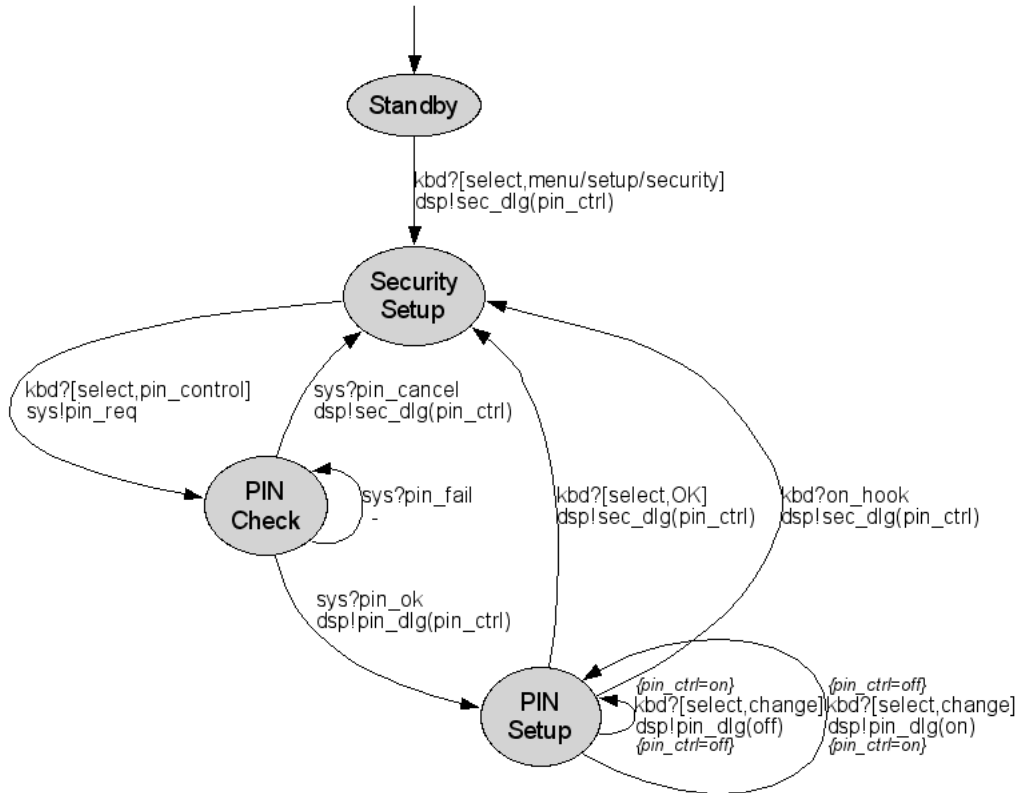 Standby
kbd?[select,menu/setup/security]
dsp!sec_dlg(pin_ctrl)
Security
Setup
kbd?[select,pin_control]
sys!pin_req
sys?pin_cancel
dsp!sec_dlg(pin_ctrl)
PIN
Check
sys?pin_fail
-
kbd?[select,OK]
dsp!sec_dlg(pin_ctrl)
kbd?on_hook
dsp!sec_dlg(pin_ctrl)
sys?pin_ok
dsp!pin_dlg(pin_ctrl)
PIN
Setup
{pin_ctrl=on}
kbd?[select,change]
dsp!pin_dlg(off)
{pin_ctrl=off}
{pin_ctrl=off}
kbd?[select,change]
dsp!pin_dlg(on)
{pin_ctrl=on}